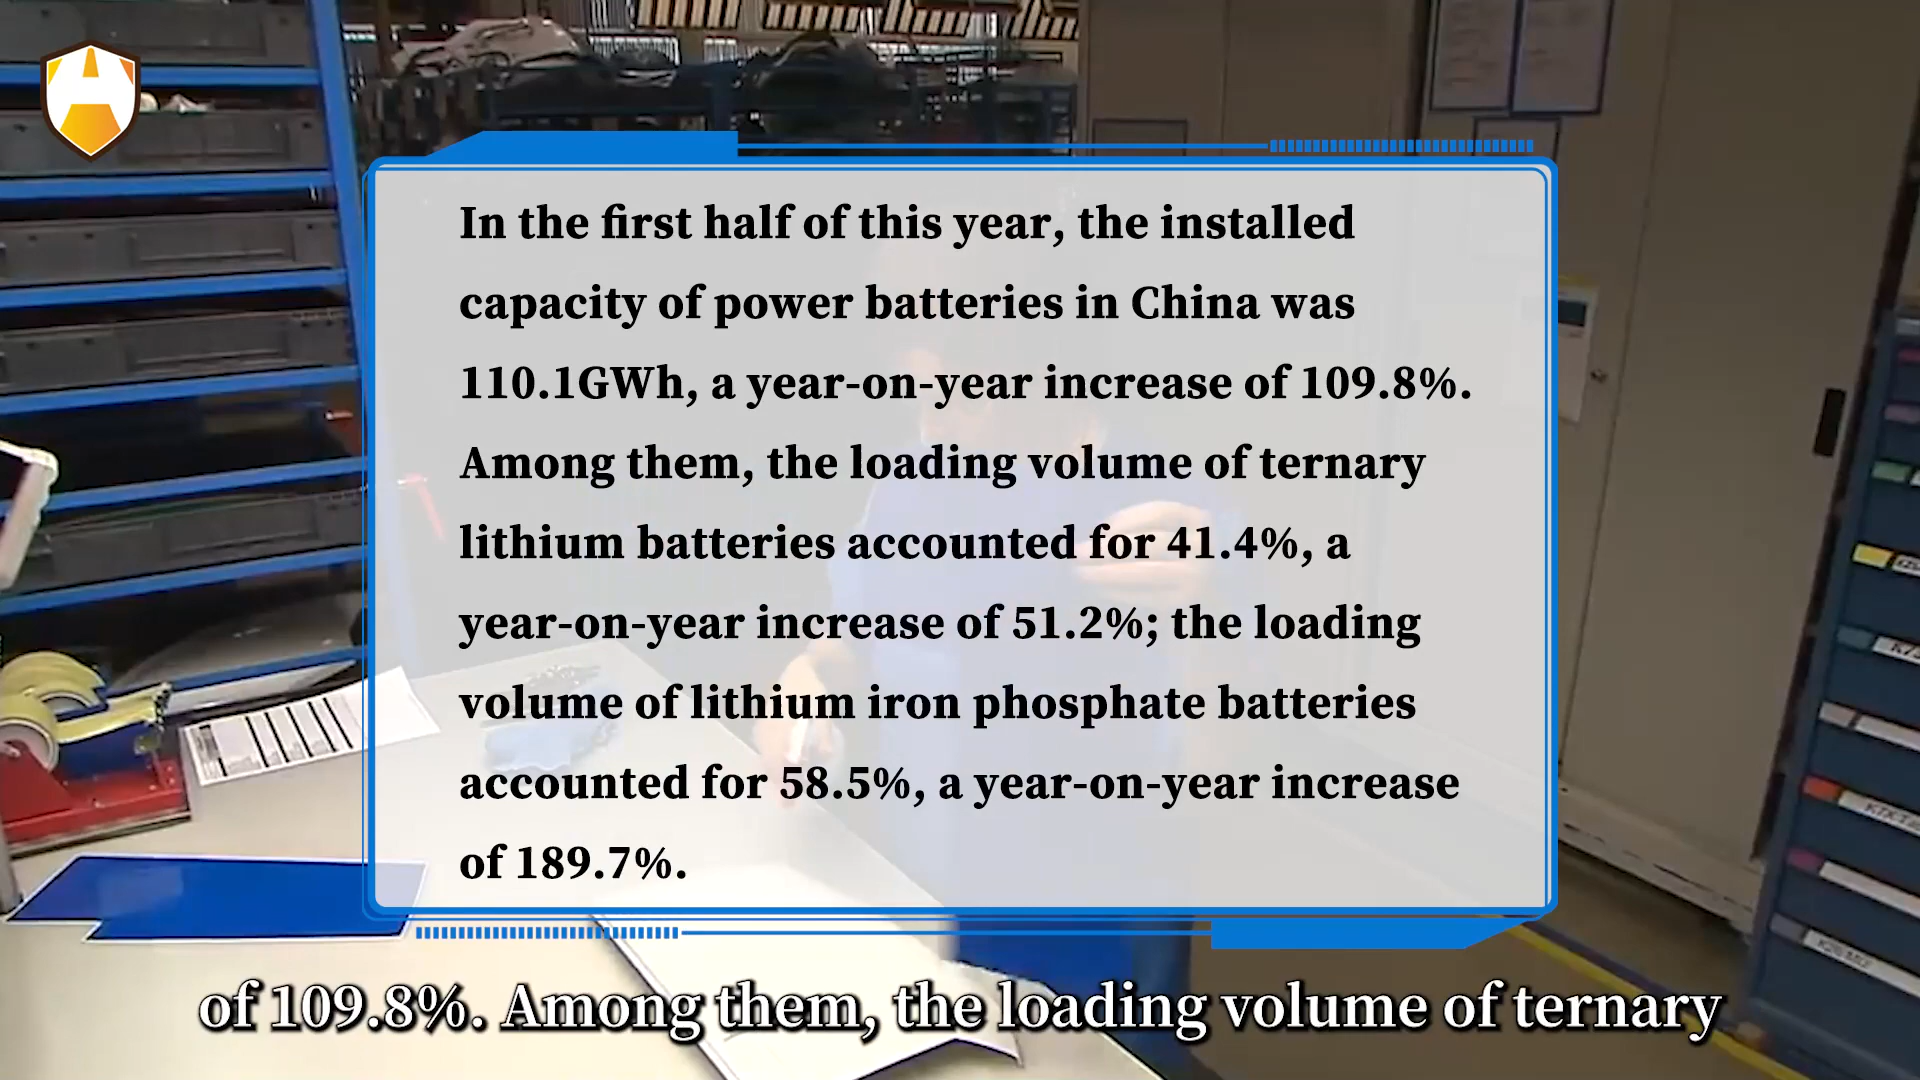 In the first half of this year, the installed
capacity of power batteries in China was
110.1GWh, a year-on-year increase of 109.8%.
Among them, the loading volume of ternary
lithium batteries accounted for 41.4%, a
year-on-year increase of 51.2%; the loading
volume of lithium iron phosphate batteries
accounted for 58.5%, a year-on-year increase
of 189.7%.
of 109.8%. Among them, the loading volume of ternary